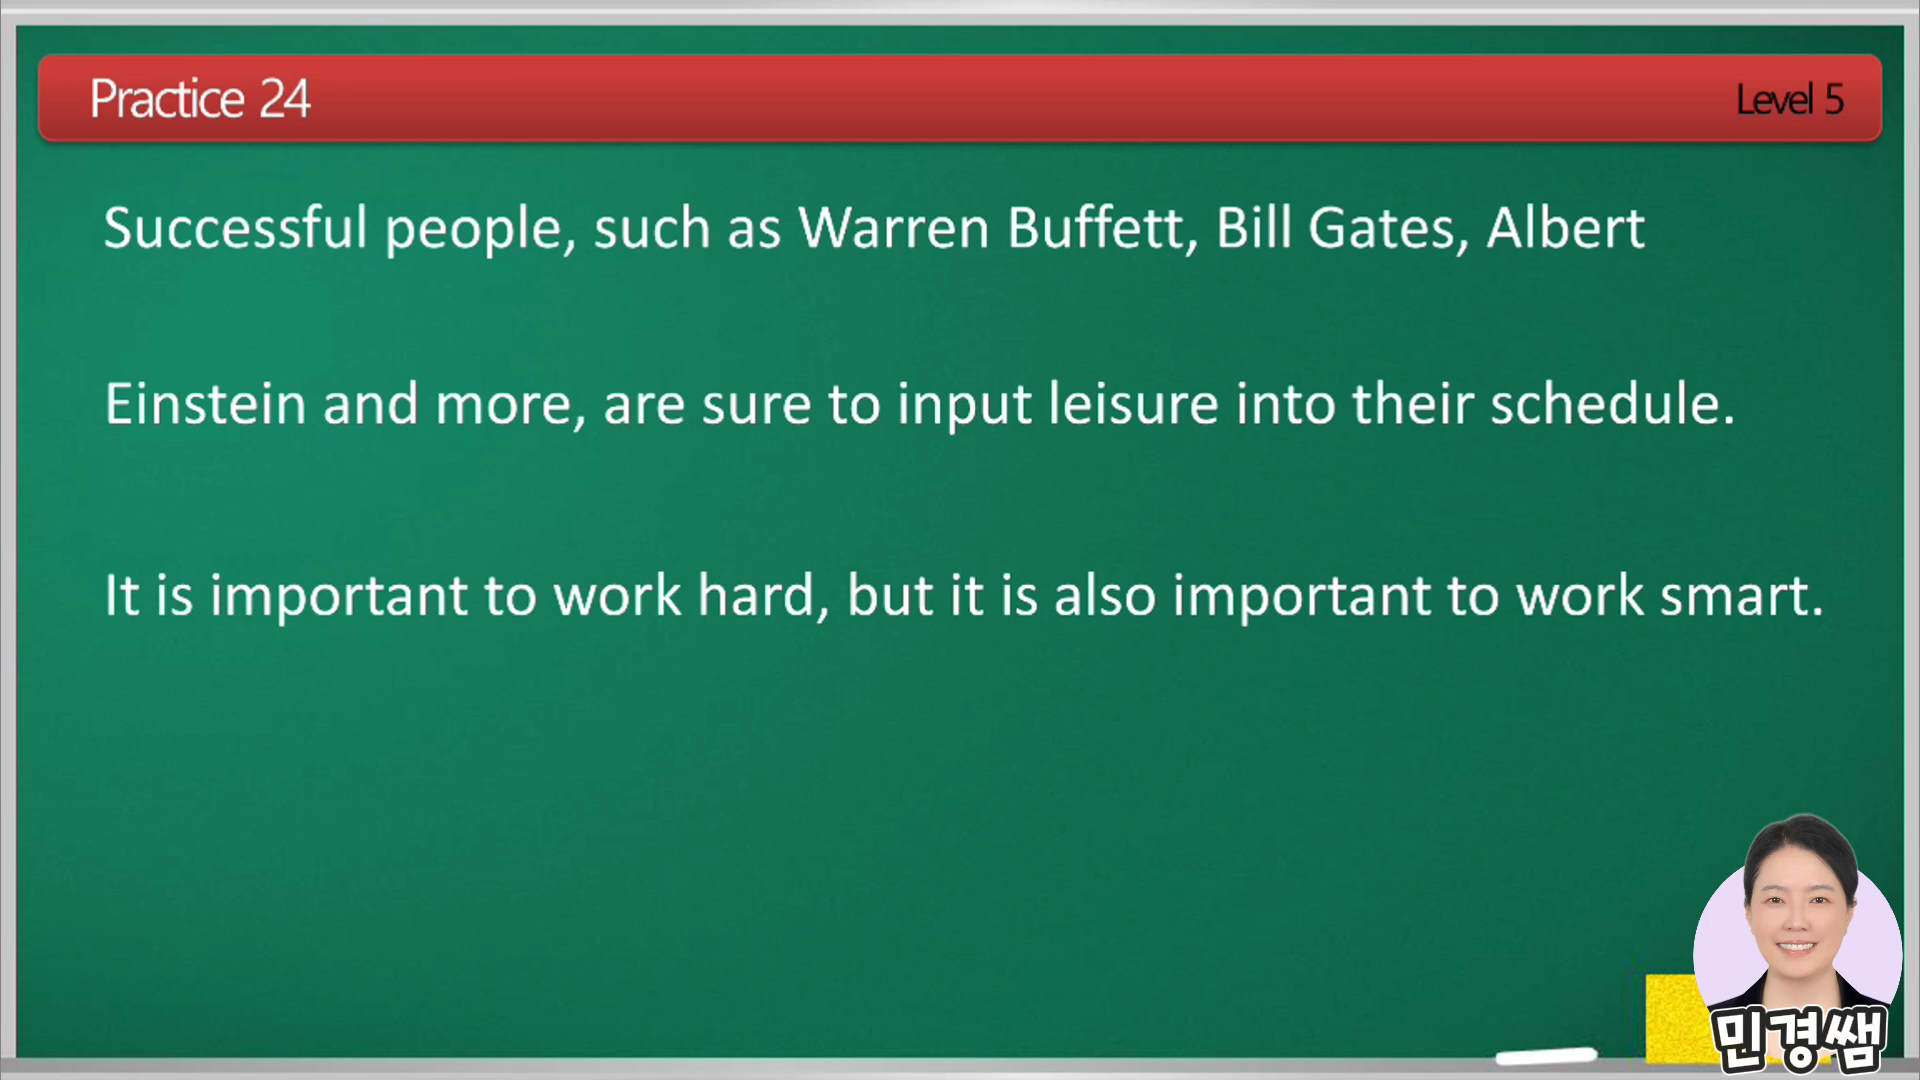 Practice 24
Level 5
Successful people, such as Warren Buffett, Bill Gates, Albert
Einstein and more, are sure to input leisure into their schedule.
It is important to work hard, but it is also important to work smart.
민경쌤